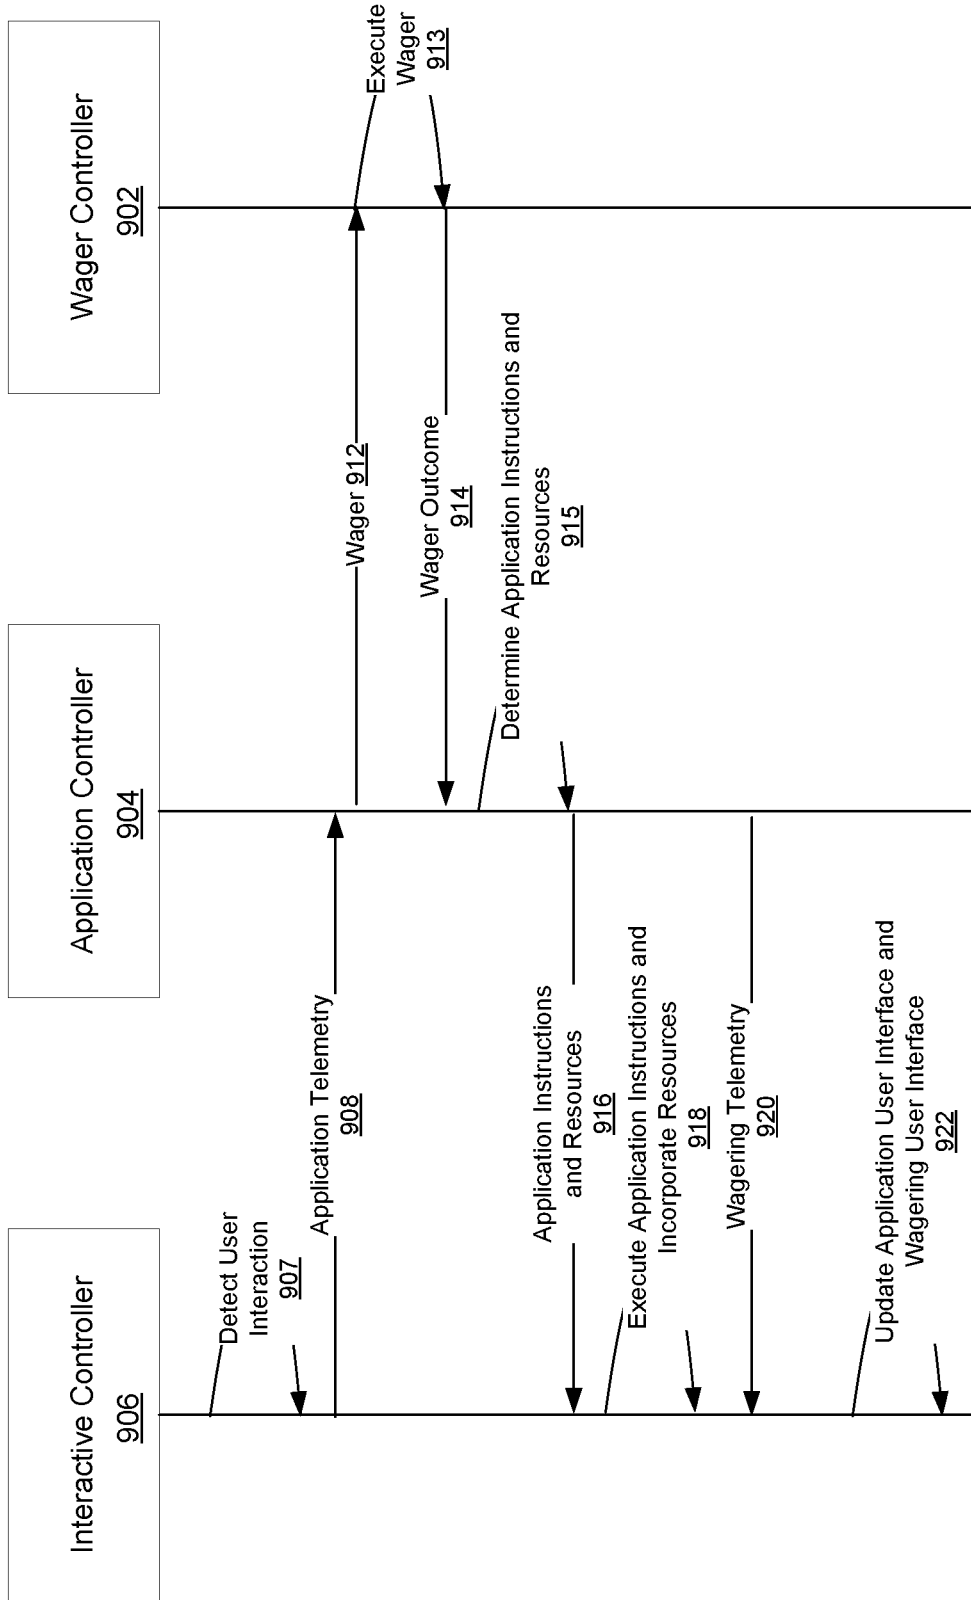 Interactive Controller
906
Application Controller
904
Wager Controller
902
Detect User
Interaction
907
Application Telemetry
908
Wager 912
Execute
Wager
913
Wager Outcome
914
Determine Application Instructions and
Resources
915
Application Instructions
and Resources
916
Execute Application Instructions and
Incorporate Resources
918
Wagering Telemetry
920
Update Application User Interface and
Wagering User Interface
922